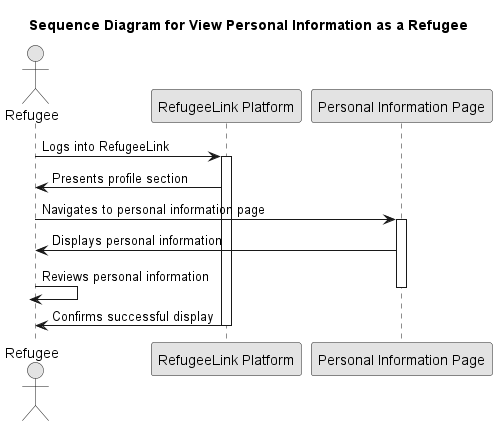 Sequence Diagram for View Personal Information as a Refugee
Refugee
RefugeeLink Platform
Personal Information Page
Logs into RefugeeLink
Presents profile section
Navigates to personal information page
Displays personal information
Reviews personal information
Confirms successful display
Refugee
RefugeeLink Platform
Personal Information Page